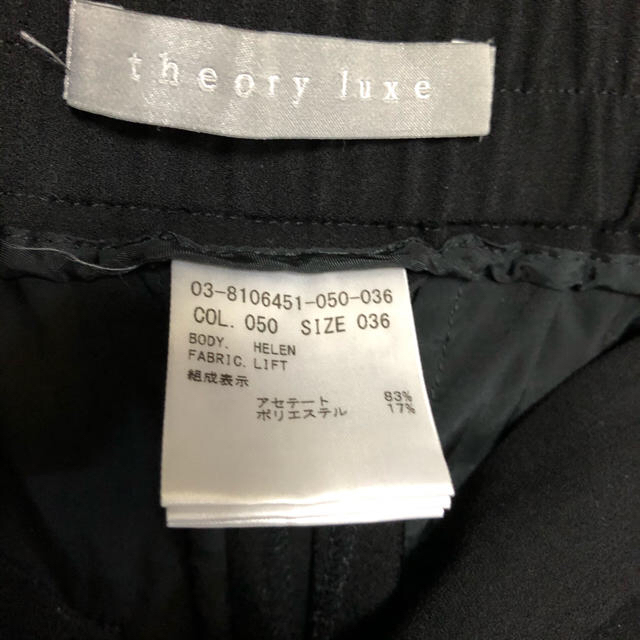 theory luxe
03-8106451-050-036
COL. 050 SIZE 036
BODY. HELEN
FABRIC. LIFT
組成表示
アセテート 83%
ポリエステル 17%